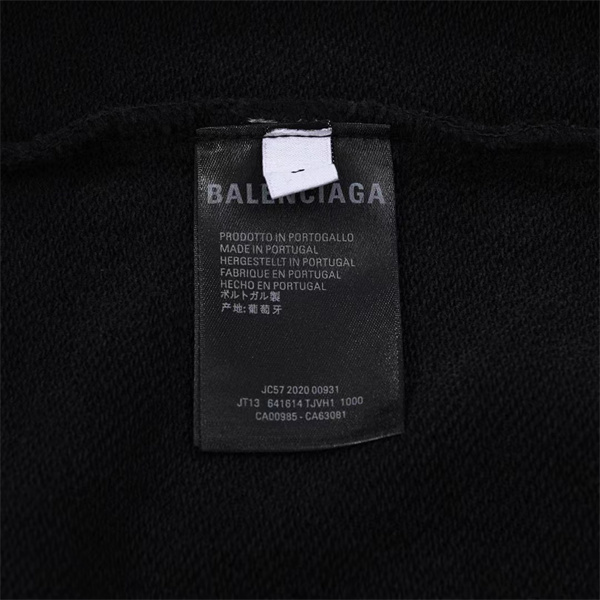 BALENCIAGA
PRODOTTO IN PORTOGALLO
MADE IN PORTUGAL
HERGESTELLT IN PORTUGAL
FABRIQUE EN PORTUGAL
HECHO EN PORTUGAL
ポルトガル製
产地:葡萄牙
JC57 2020 00931
JT13 641614 TJVH1 1000
CA00985 - CA63081